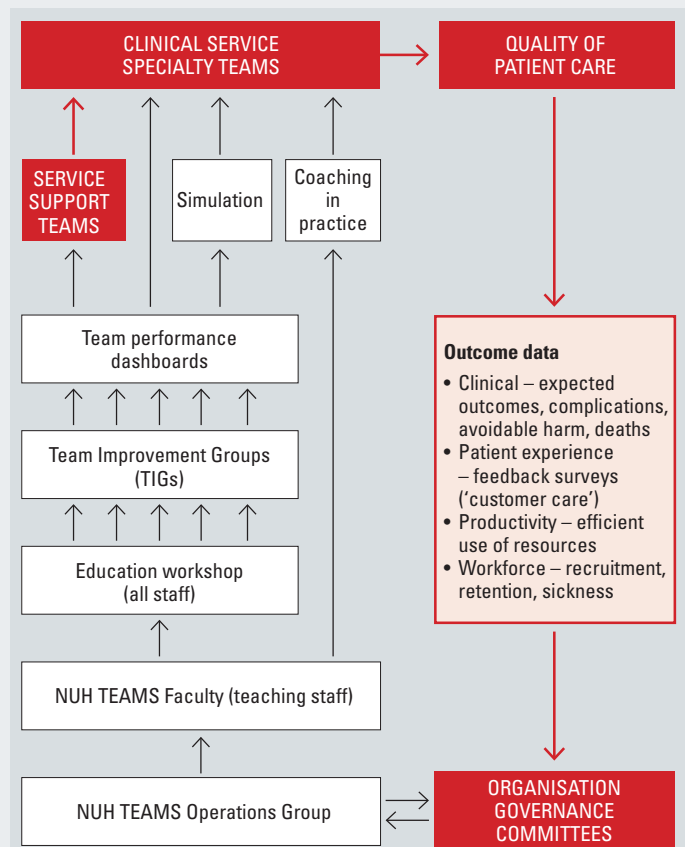 CLINICAL SERVICE
SPECIALTY TEAMS
QUALITY OF
PATIENT CARE
SERVICE
SUPPORT
TEAMS
Simulation
Coaching
in
practice
Team performance
dashboards
Team Improvement Groups
(TIGs)
Education workshop
(all staff)
NUH TEAMS Faculty (teaching staff)
NUH TEAMS Operations Group
Outcome data
• Clinical – expected
outcomes, complications,
avoidable harm, deaths
• Patient experience
– feedback surveys
(‘customer care’)
• Productivity – efficient
use of resources
• Workforce – recruitment,
retention, sickness
ORGANISATION
GOVERNANCE
COMMITTEES